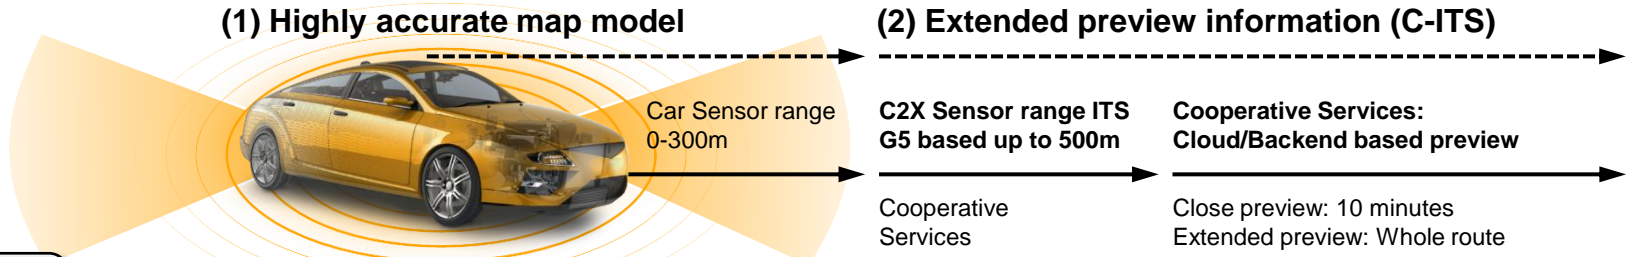 (1) Highly accurate map model
(2) Extended preview information (C-ITS)
Car Sensor range
0-300m
C2X Sensor range ITS
G5 based up to 500m
Cooperative Services:
Cloud/Backend based preview
Cooperative
Services
Close preview: 10 minutes
Extended preview: Whole route